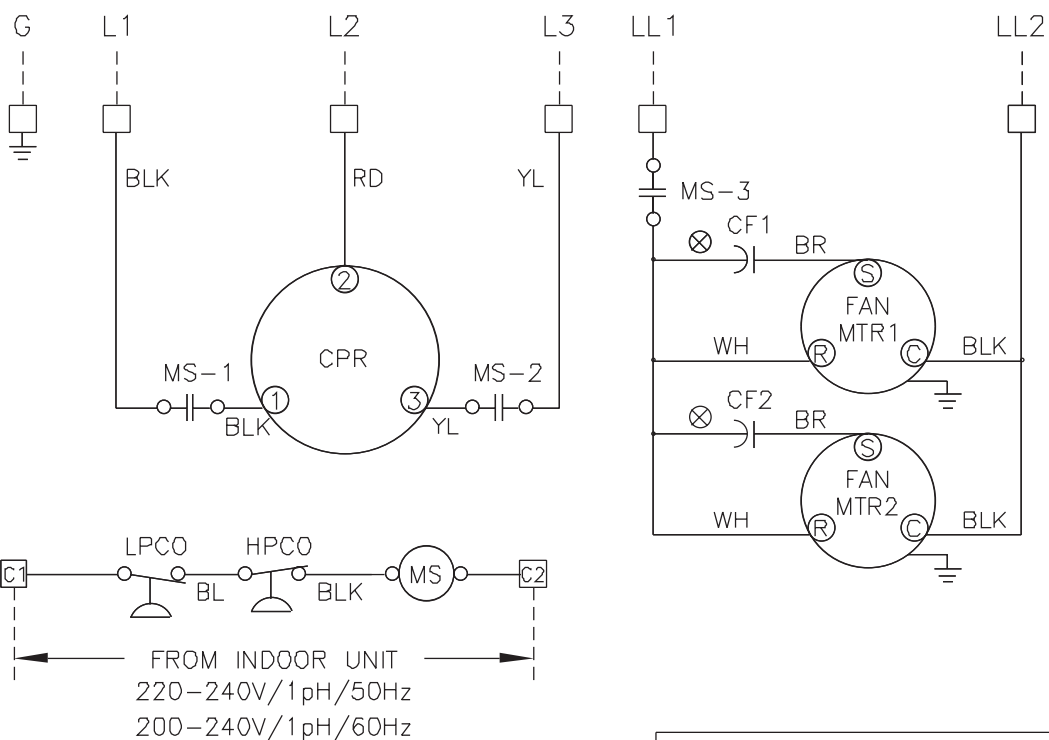 G L1 L2 L3 LL1 LL2
BLK RD YL
MS-3
CF1 BR
S
FAN
MTR1
R C
WH BLK
2
CPR
MS-1 MS-2
1 3
BLK YL
CF2 BR
S
FAN
MTR2
R C
WH BLK
LPCO HPCO
C1 MS C2
BL BLK
FROM INDOOR UNIT
220-240V/1pH/50Hz
200-240V/1pH/60Hz